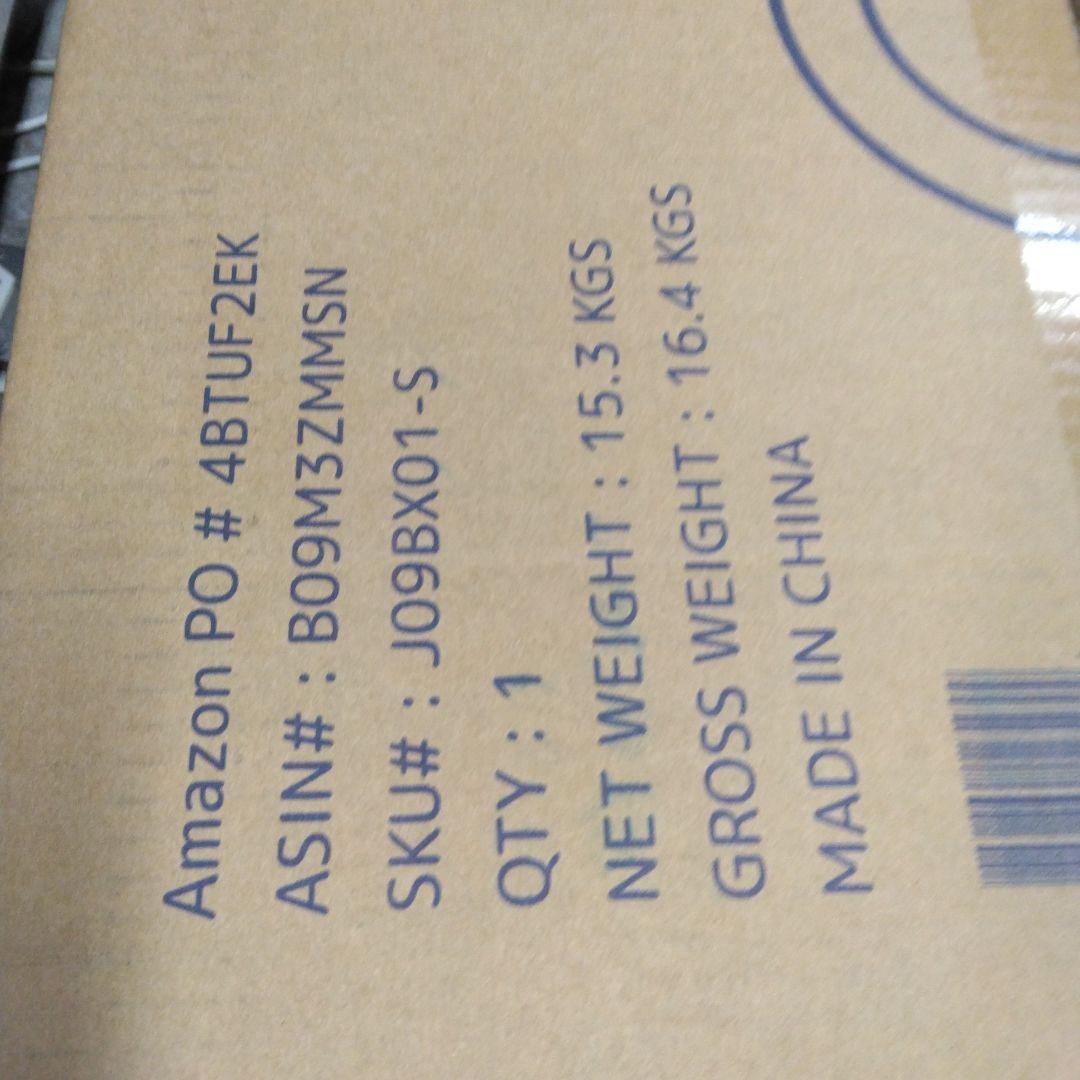 Amazon PO # 4BTUF2EK
ASIN# : B09M3ZMMSN
SKU# : J09BX01-S
QTY : 1
NET WEIGHT : 15.3 KGS
GROSS WEIGHT : 16.4 KGS
MADE IN CHINA